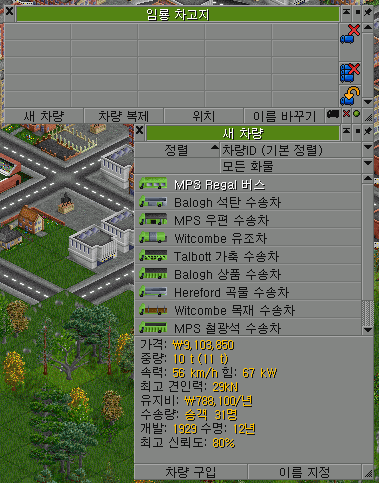 임룡 차고지
새 차량 차량 복제 위치 이름 바꾸기
새 차량
정렬 차량ID (기본 정렬)
모든 화물
MPS Regal 버스
Balogh 석탄 수송차
MPS 우편 수송차
Witcombe 유조차
Talbott 가축 수송차
Balogh 상품 수송차
Hereford 곡물 수송차
Witcombe 목재 수송차
MPS 철광석 수송차
가격: ₩9,103,350
중량: 10 t (11 t)
속력: 56 km/h 힘: 67 kW
최고 견인력: 29kN
유지비: ₩788,100/년
수송량: 승객 31명
개발: 1929 수명: 12년
최고 신뢰도: 80%
차량 구입 이름 지정